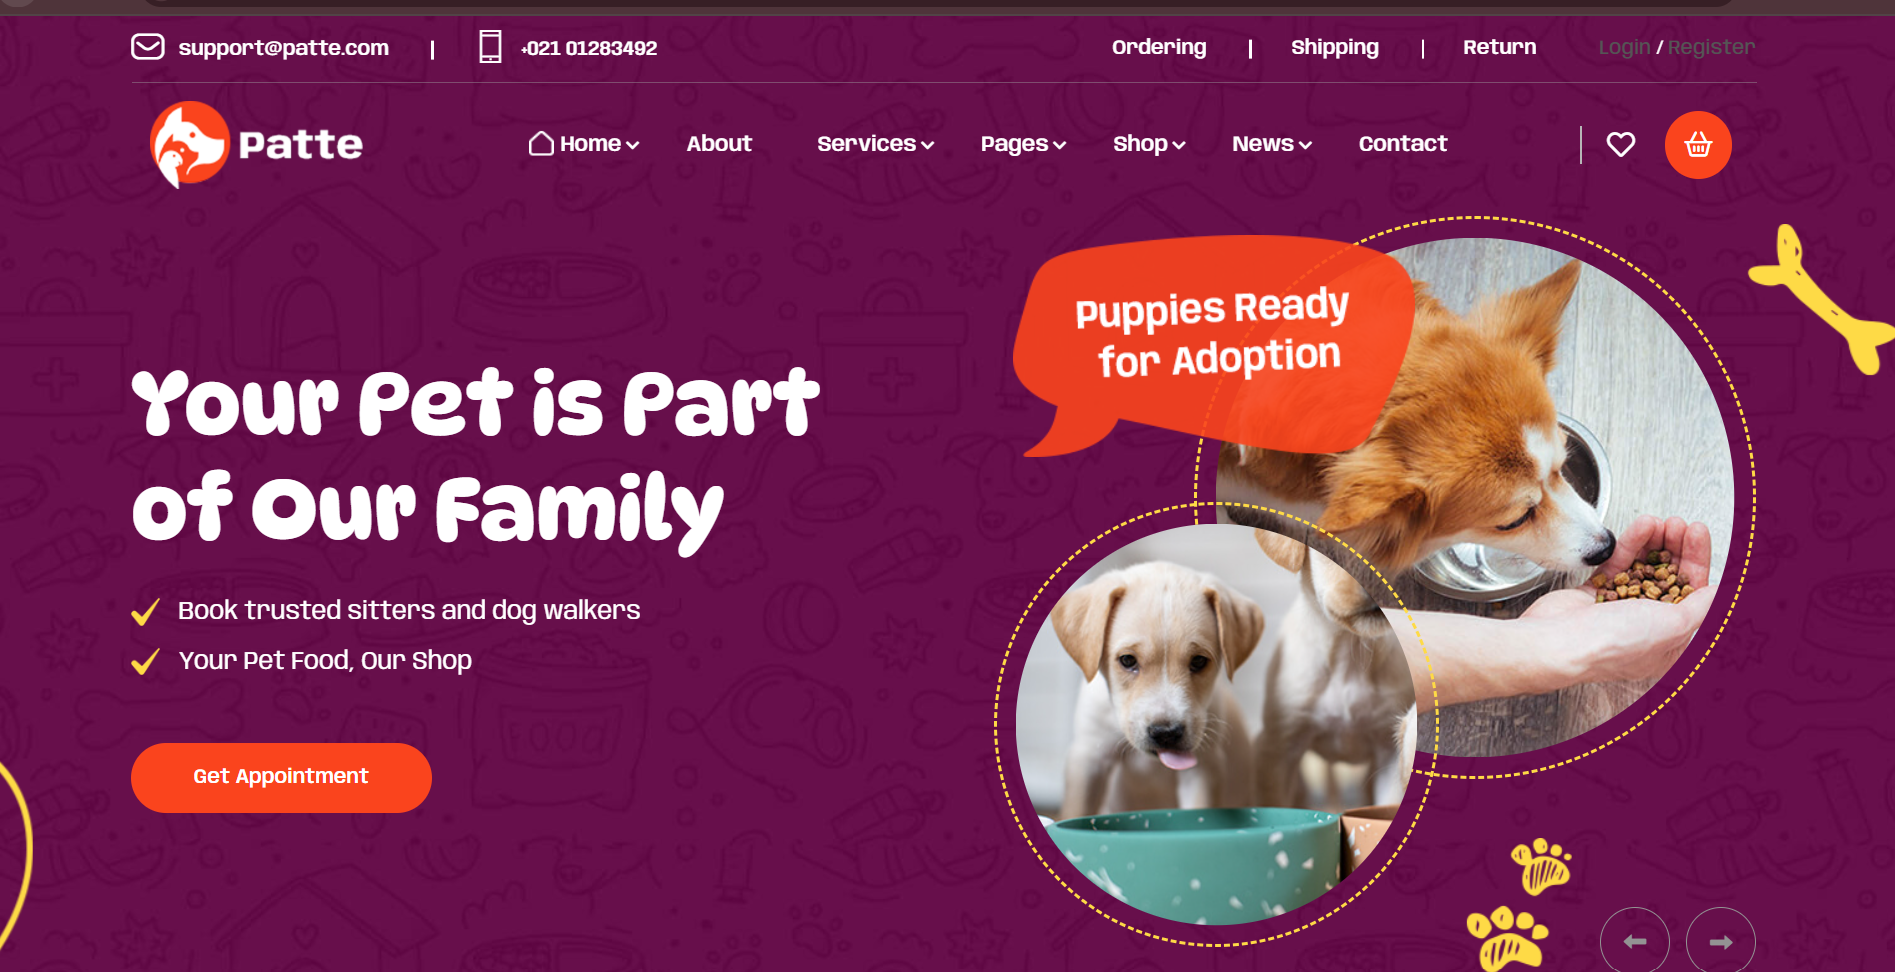 support@patte.com | +021 01283492
Ordering | Shipping | Return Login / Register
Patte
Home About Services Pages Shop News Contact
Puppies Ready
for Adoption
Your Pet is Part
of Our Family
Book trusted sitters and dog walkers
Your Pet Food, Our Shop
FOOD
Get Appointment